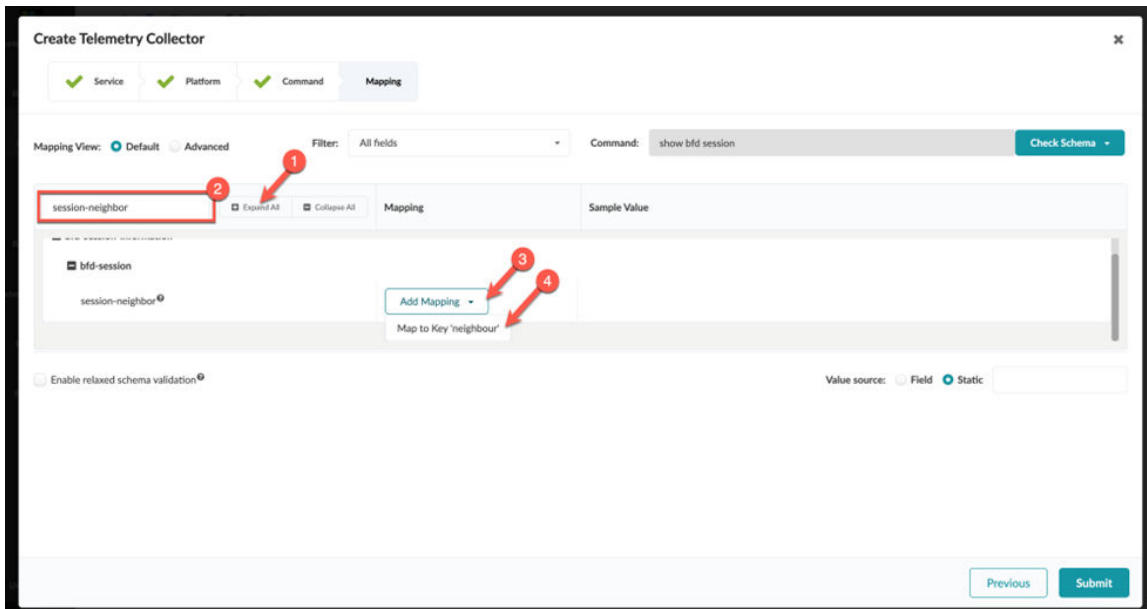 Create Telemetry Collector
Service Platform Command Mapping
Mapping View: Default Advanced Filter: All fields Command: show bfd session Check Schema
1
2
session-neighbor Expand All Collapse All Mapping Sample Value
bfd-session
3
session-neighbor Add Mapping
4
Map to Key 'neighbour'
Enable relaxed schema validation Value source: Field Static
Previous Submit